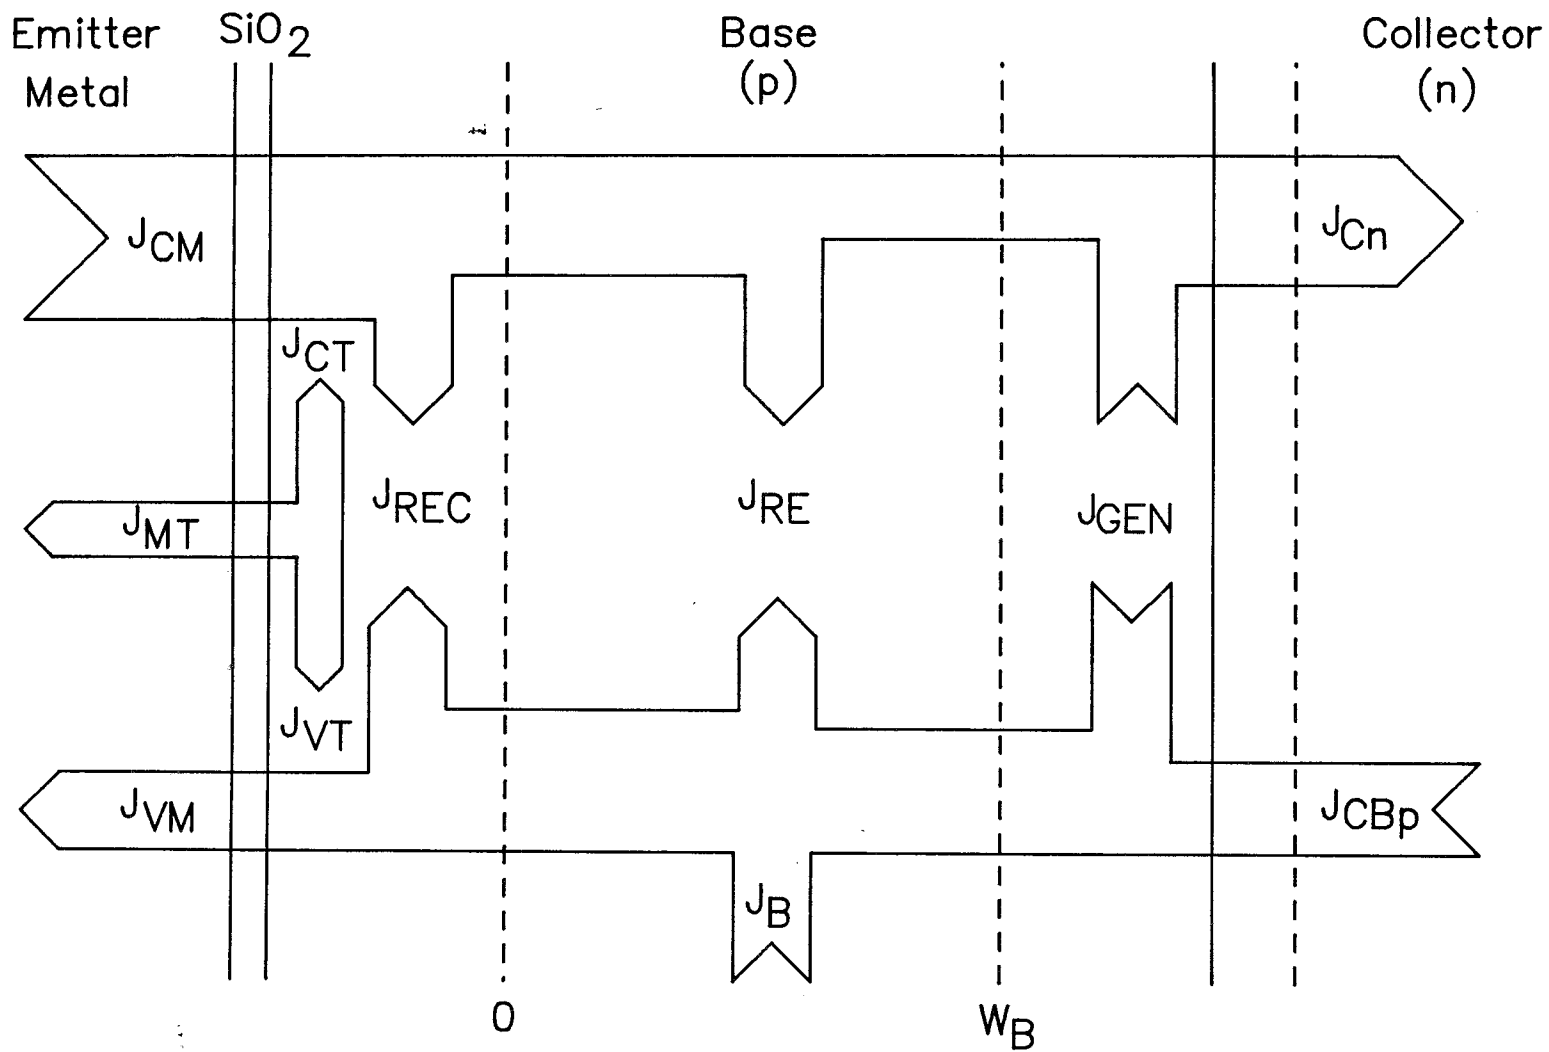 Emitter
Metal
SiO2
Base
(p)
Collector
(n)
JCM
JCn
JCT
JMT
JREC
JRE
JGEN
JVT
JVM
JCBp
JB
0
WB